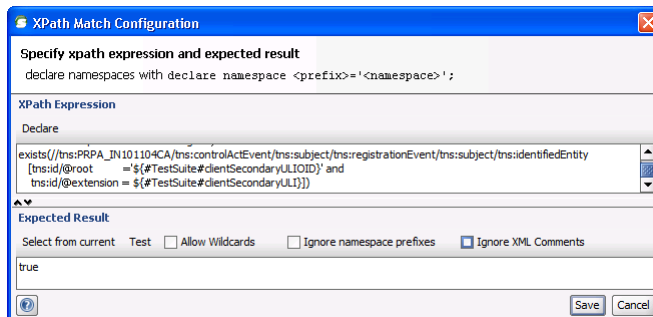 XPath Match Configuration
Specify xpath expression and expected result
declare namespaces with declare namespace <prefix>='<namespace>';
XPath Expression
Declare
exists(//tns:PRPA_IN101104CA/tns:controlActEvent/tns:subject/tns:registrationEvent/tns:subject/tns:identifiedEntity
[tns:id/@root ='${#TestSuite#clientSecondaryULIOID}' and
tns:id/@extension = ${#TestSuite#clientSecondaryULI}])
Expected Result
Select from current Test Allow Wildcards Ignore namespace prefixes Ignore XML Comments
true
Save Cancel